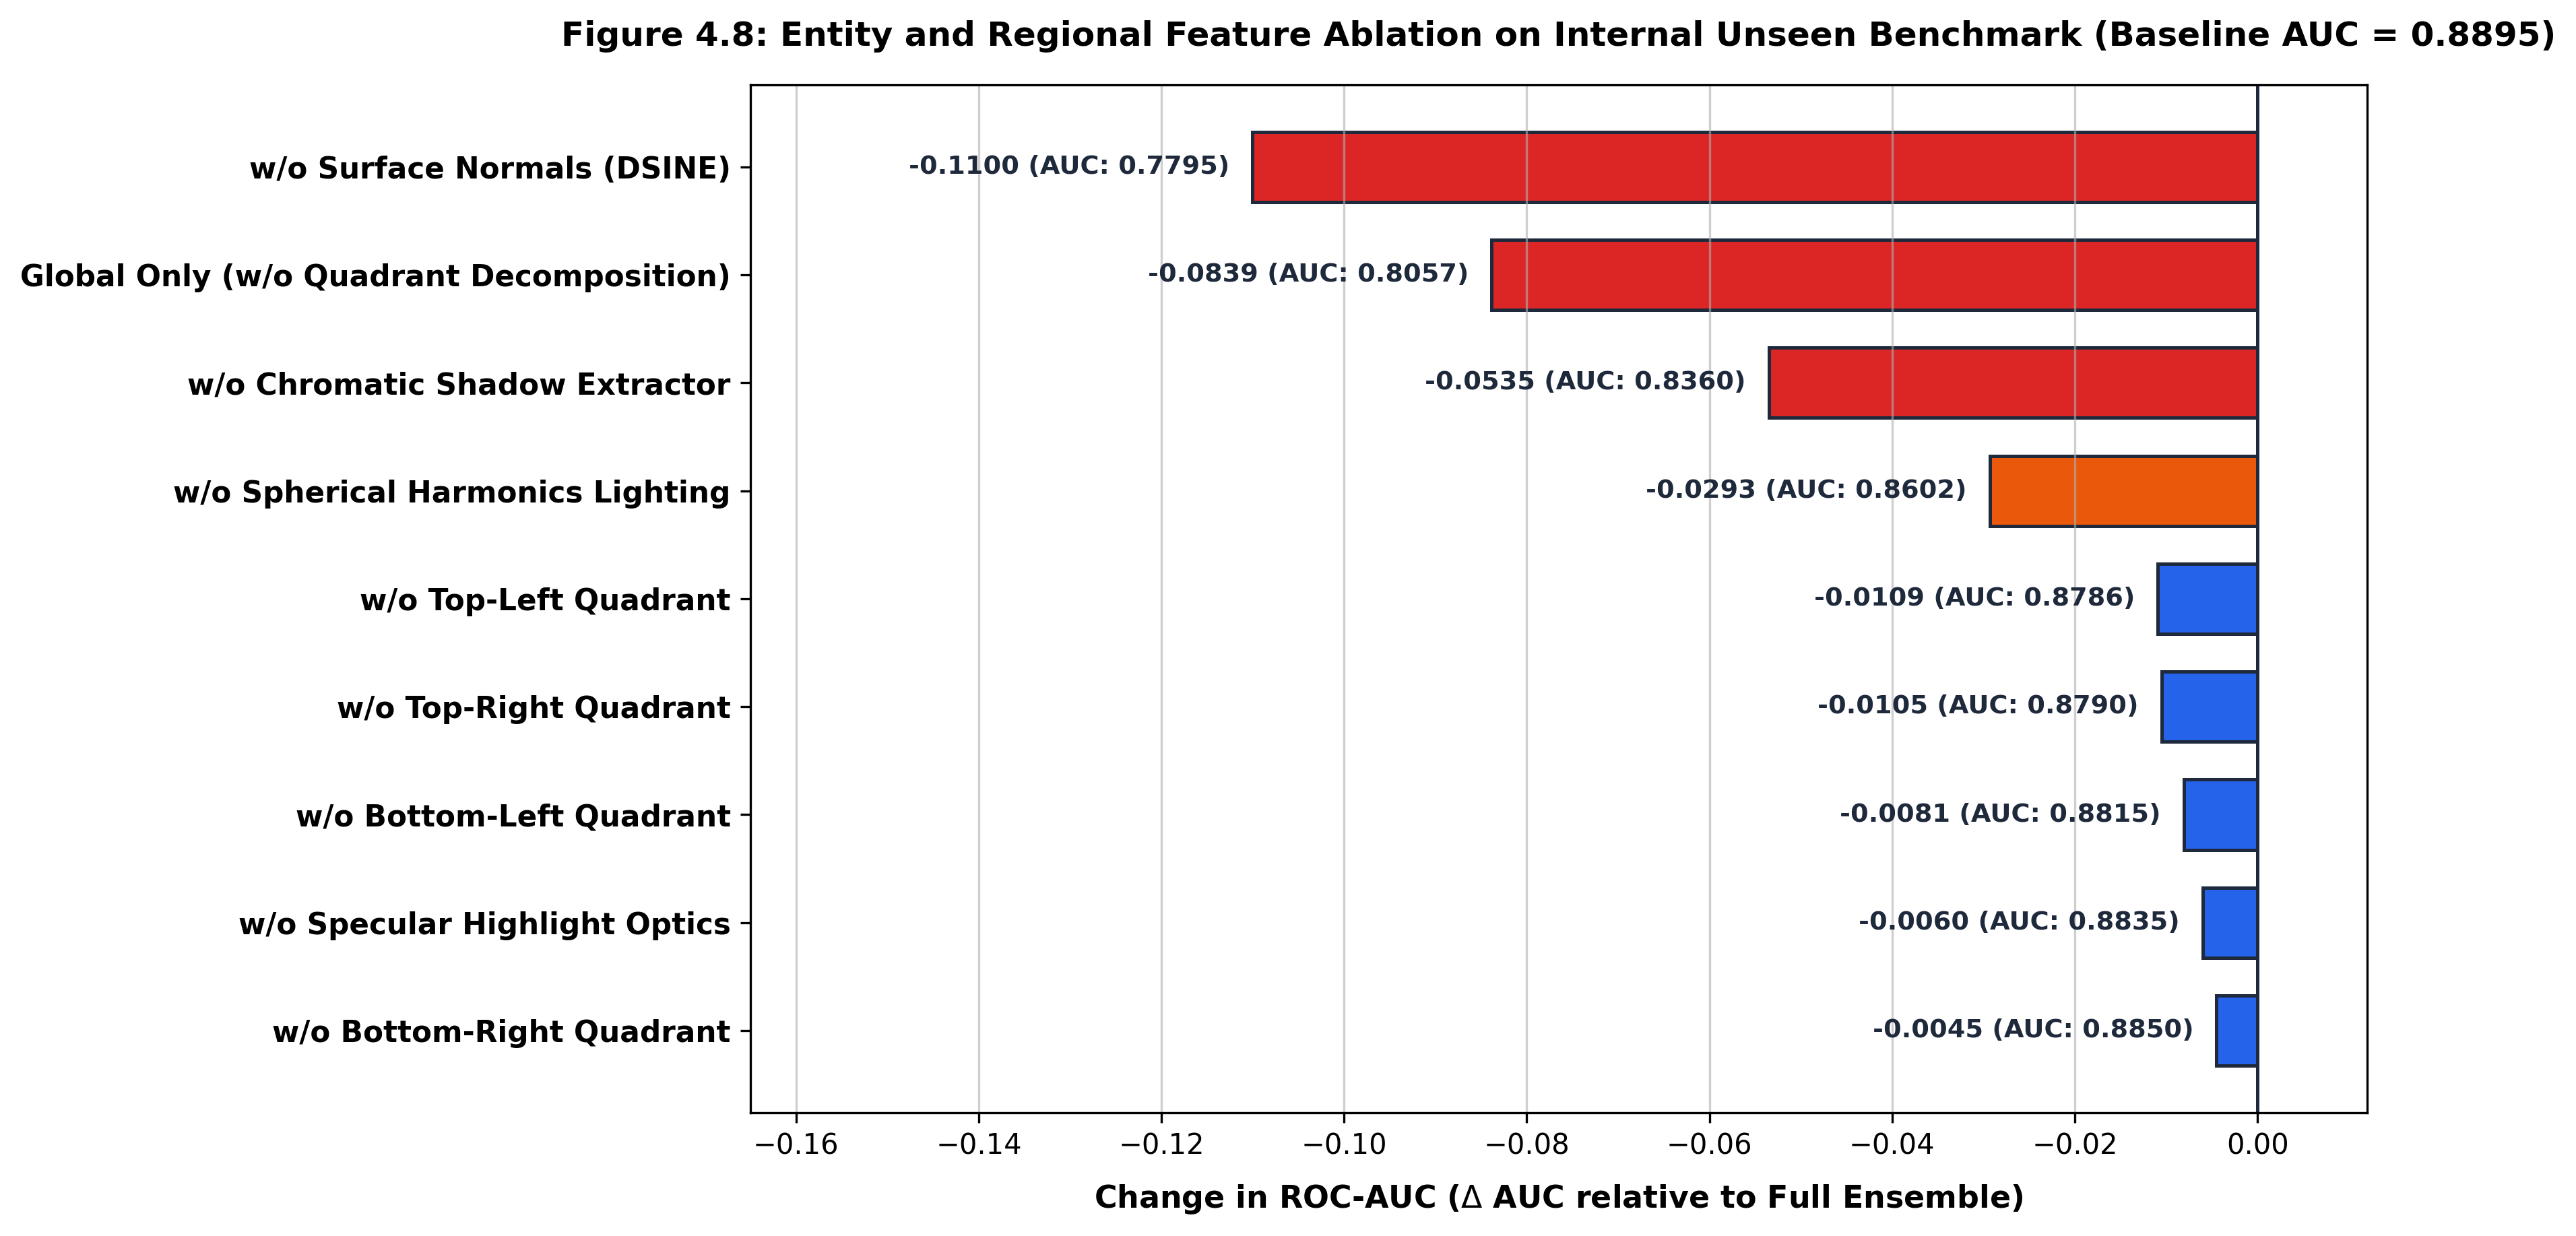 Figure 4.8: Entity and Regional Feature Ablation on Internal Unseen Benchmark (Baseline AUC = 0.8895)
w/o Surface Normals (DSINE)
-0.1100 (AUC: 0.7795)
Global Only (w/o Quadrant Decomposition)
-0.0839 (AUC: 0.8057)
w/o Chromatic Shadow Extractor
-0.0535 (AUC: 0.8360)
w/o Spherical Harmonics Lighting
-0.0293 (AUC: 0.8602)
w/o Top-Left Quadrant
-0.0109 (AUC: 0.8786)
w/o Top-Right Quadrant
-0.0105 (AUC: 0.8790)
w/o Bottom-Left Quadrant
-0.0081 (AUC: 0.8815)
w/o Specular Highlight Optics
-0.0060 (AUC: 0.8835)
w/o Bottom-Right Quadrant
-0.0045 (AUC: 0.8850)
−0.16 −0.14 −0.12 −0.10 −0.08 −0.06 −0.04 −0.02 0.00
Change in ROC-AUC (Δ AUC relative to Full Ensemble)